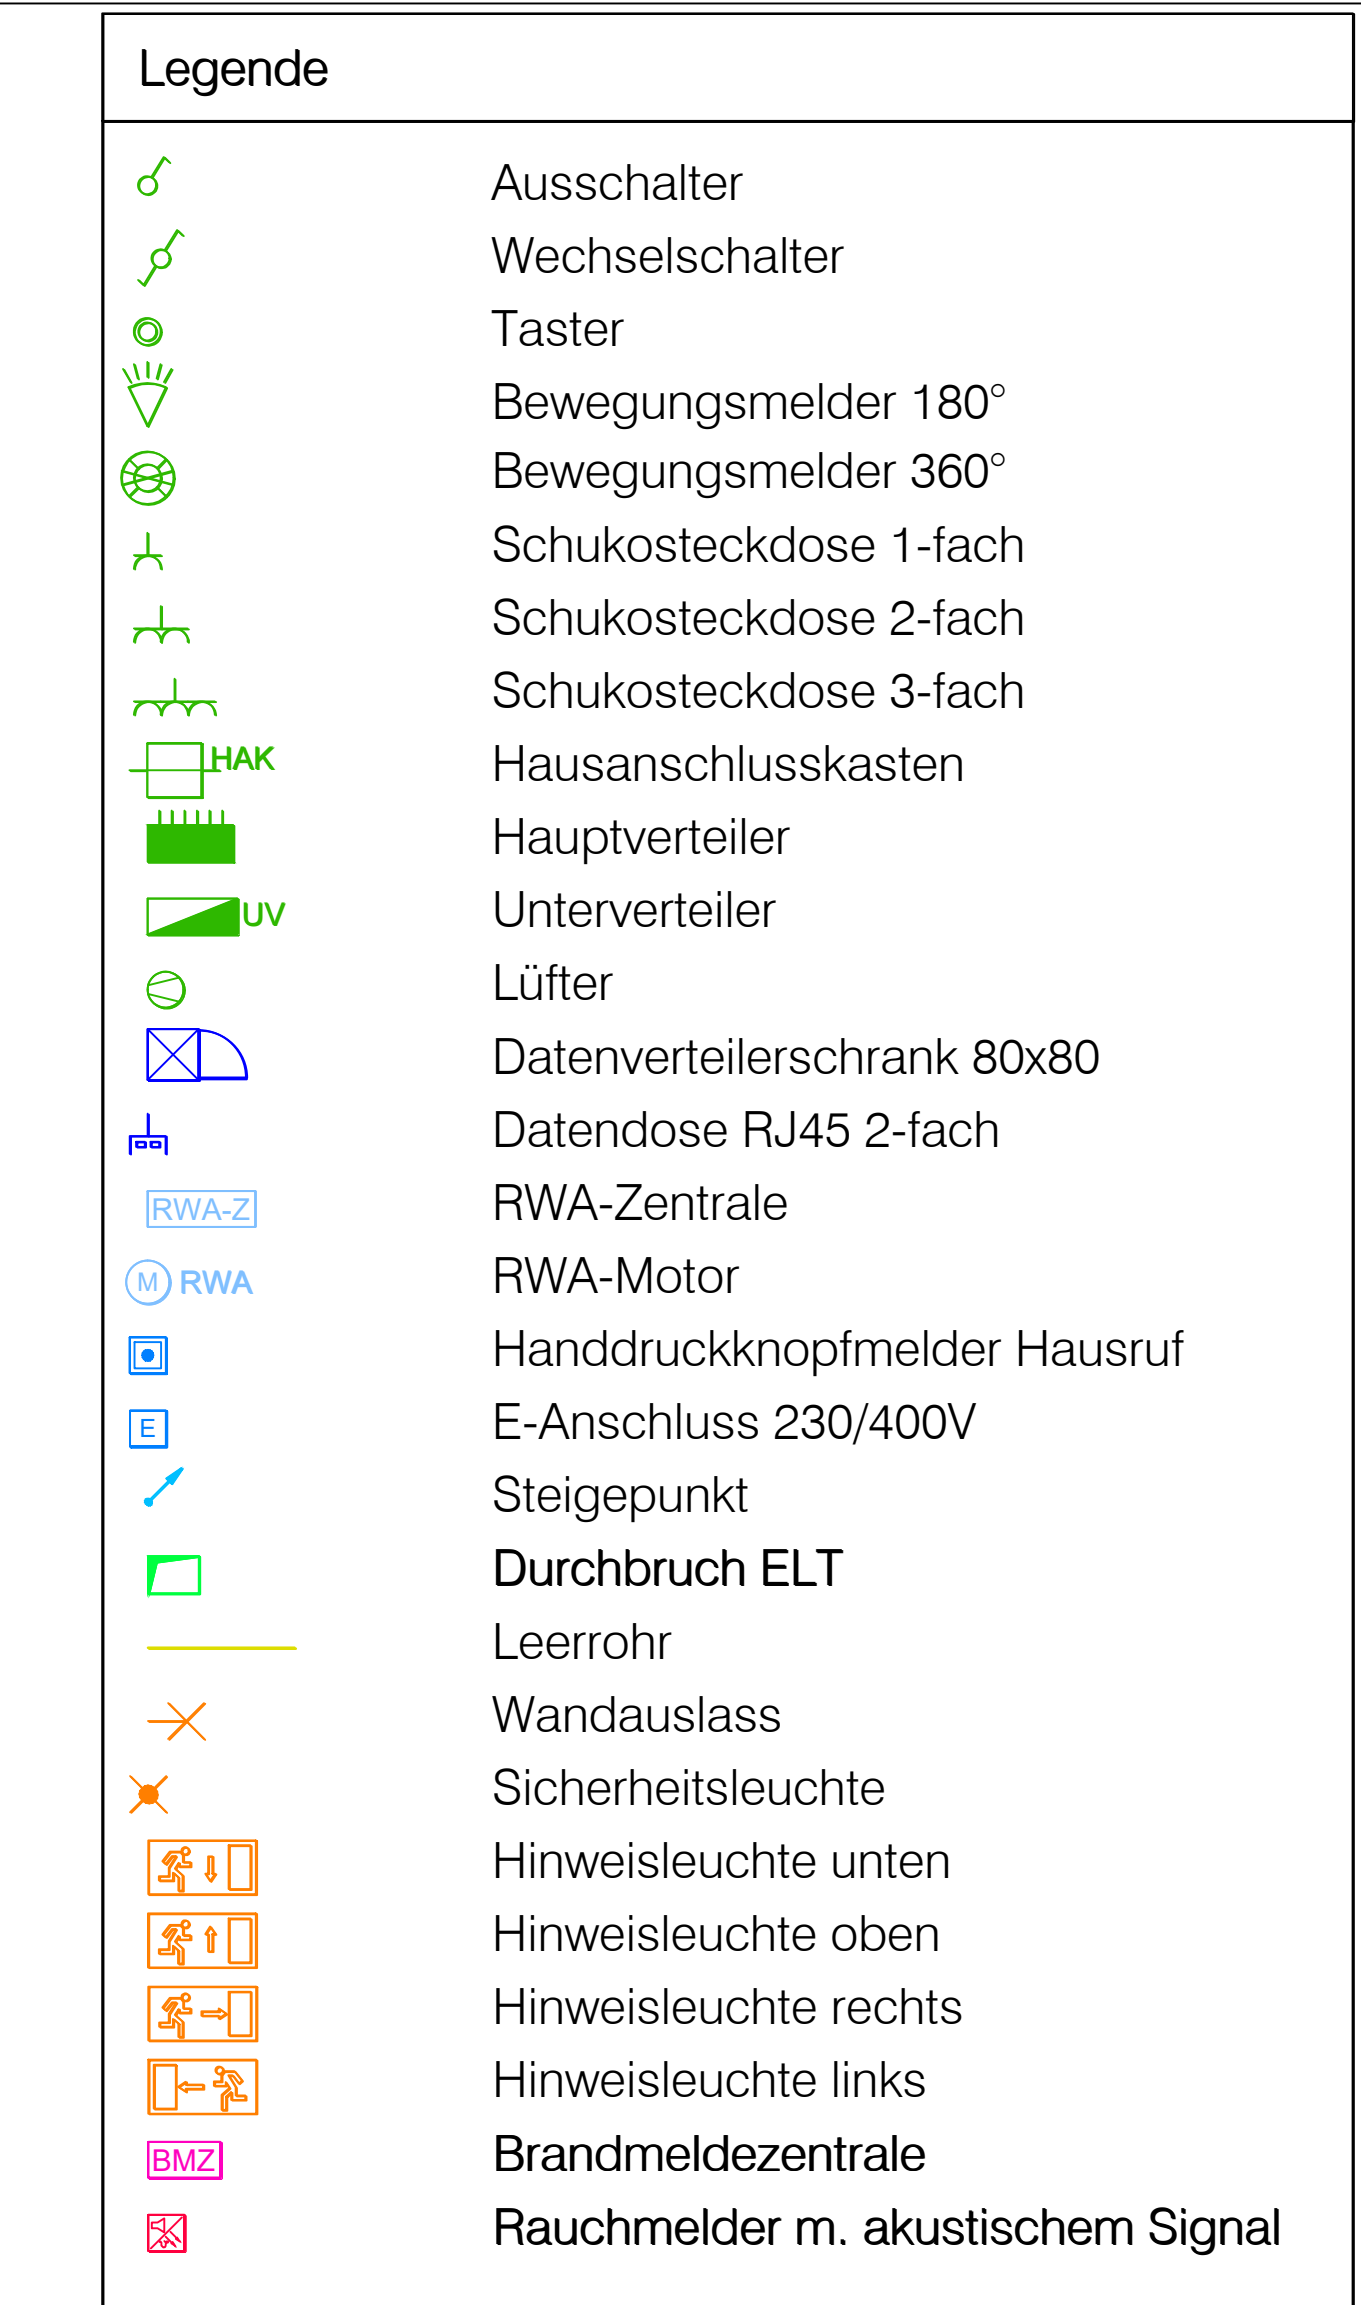 Legende
Ausschalter
Wechselschalter
Taster
Bewegungsmelder 180°
Bewegungsmelder 360°
Schukosteckdose 1-fach
Schukosteckdose 2-fach
Schukosteckdose 3-fach
HAK Hausanschlusskasten
Hauptverteiler
UV Unterverteiler
Lüfter
Datenverteilerschrank 80x80
Datendose RJ45 2-fach
RWA-Z RWA-Zentrale
M RWA RWA-Motor
Handdruckknopfmelder Hausruf
E E-Anschluss 230/400V
Steigepunkt
Durchbruch ELT
Leerrohr
Wandauslass
Sicherheitsleuchte
Hinweisleuchte unten
Hinweisleuchte oben
Hinweisleuchte rechts
Hinweisleuchte links
BMZ Brandmeldezentrale
Rauchmelder m. akustischem Signal